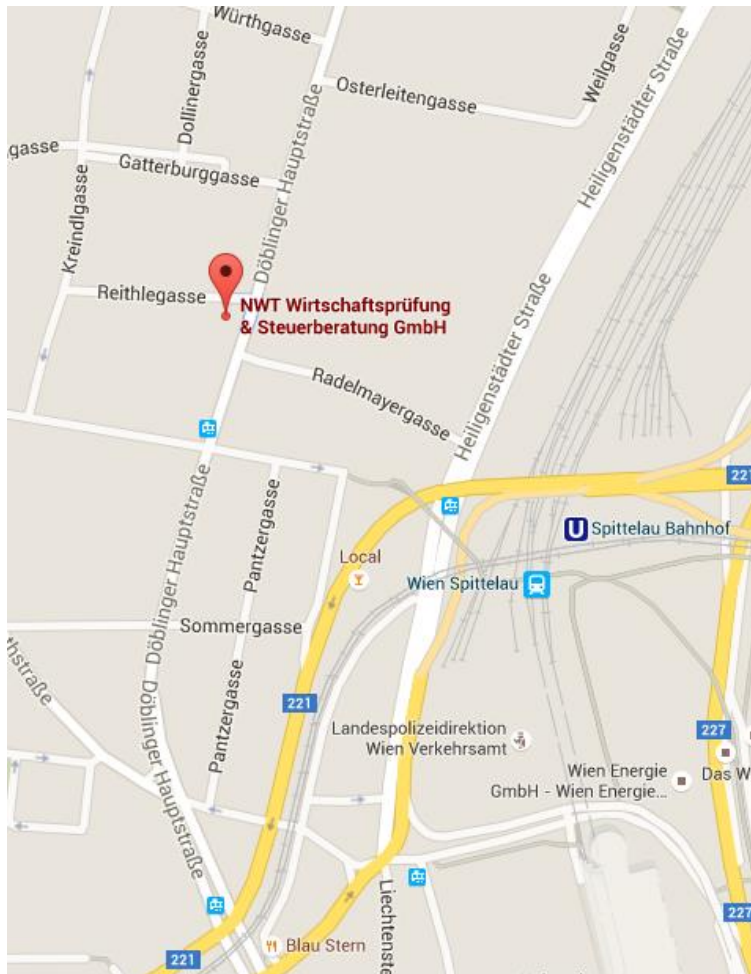 Würthgasse
Dollinergasse
Osterleitengasse
Weilgasse
Heiligenstädter Straße
gasse
Gatterburggasse
Döblinger Hauptstraße
Kreindlgasse
Reithlegasse
NWT Wirtschaftsprüfung
& Steuerberatung GmbH
Radelmayergasse
Heiligenstädter Straße
221
Döblinger Hauptstraße
Pantzergasse
U Spittelau Bahnhof
Local
Wien Spittelau
Sommergasse
thstraße
Pantzergasse
221
Döblinger Hauptstraße
Landespolizeidirektion
Wien Verkehrsamt
227
Wien Energie
GmbH - Wien Energie...
Das W
Liechtenste
227
Blau Stern
221